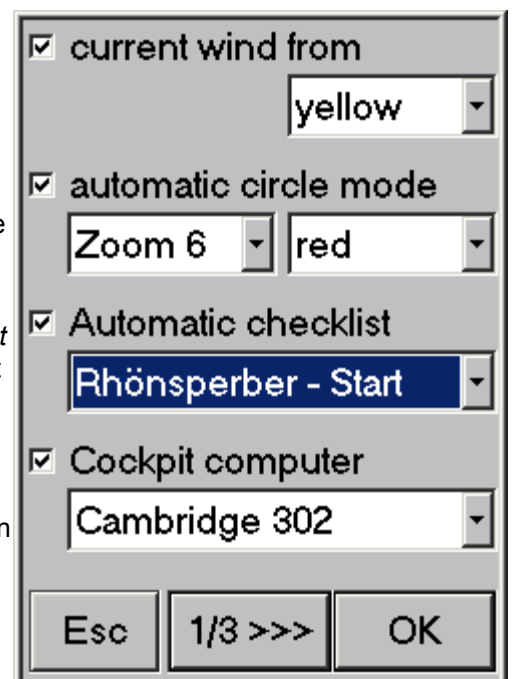 current wind from
yellow
automatic circle mode
e
Zoom 6 red
Automatic checklist
t
Rhönsperber - Start
Cockpit computer
n
Cambridge 302
Esc 1/3 >>> OK